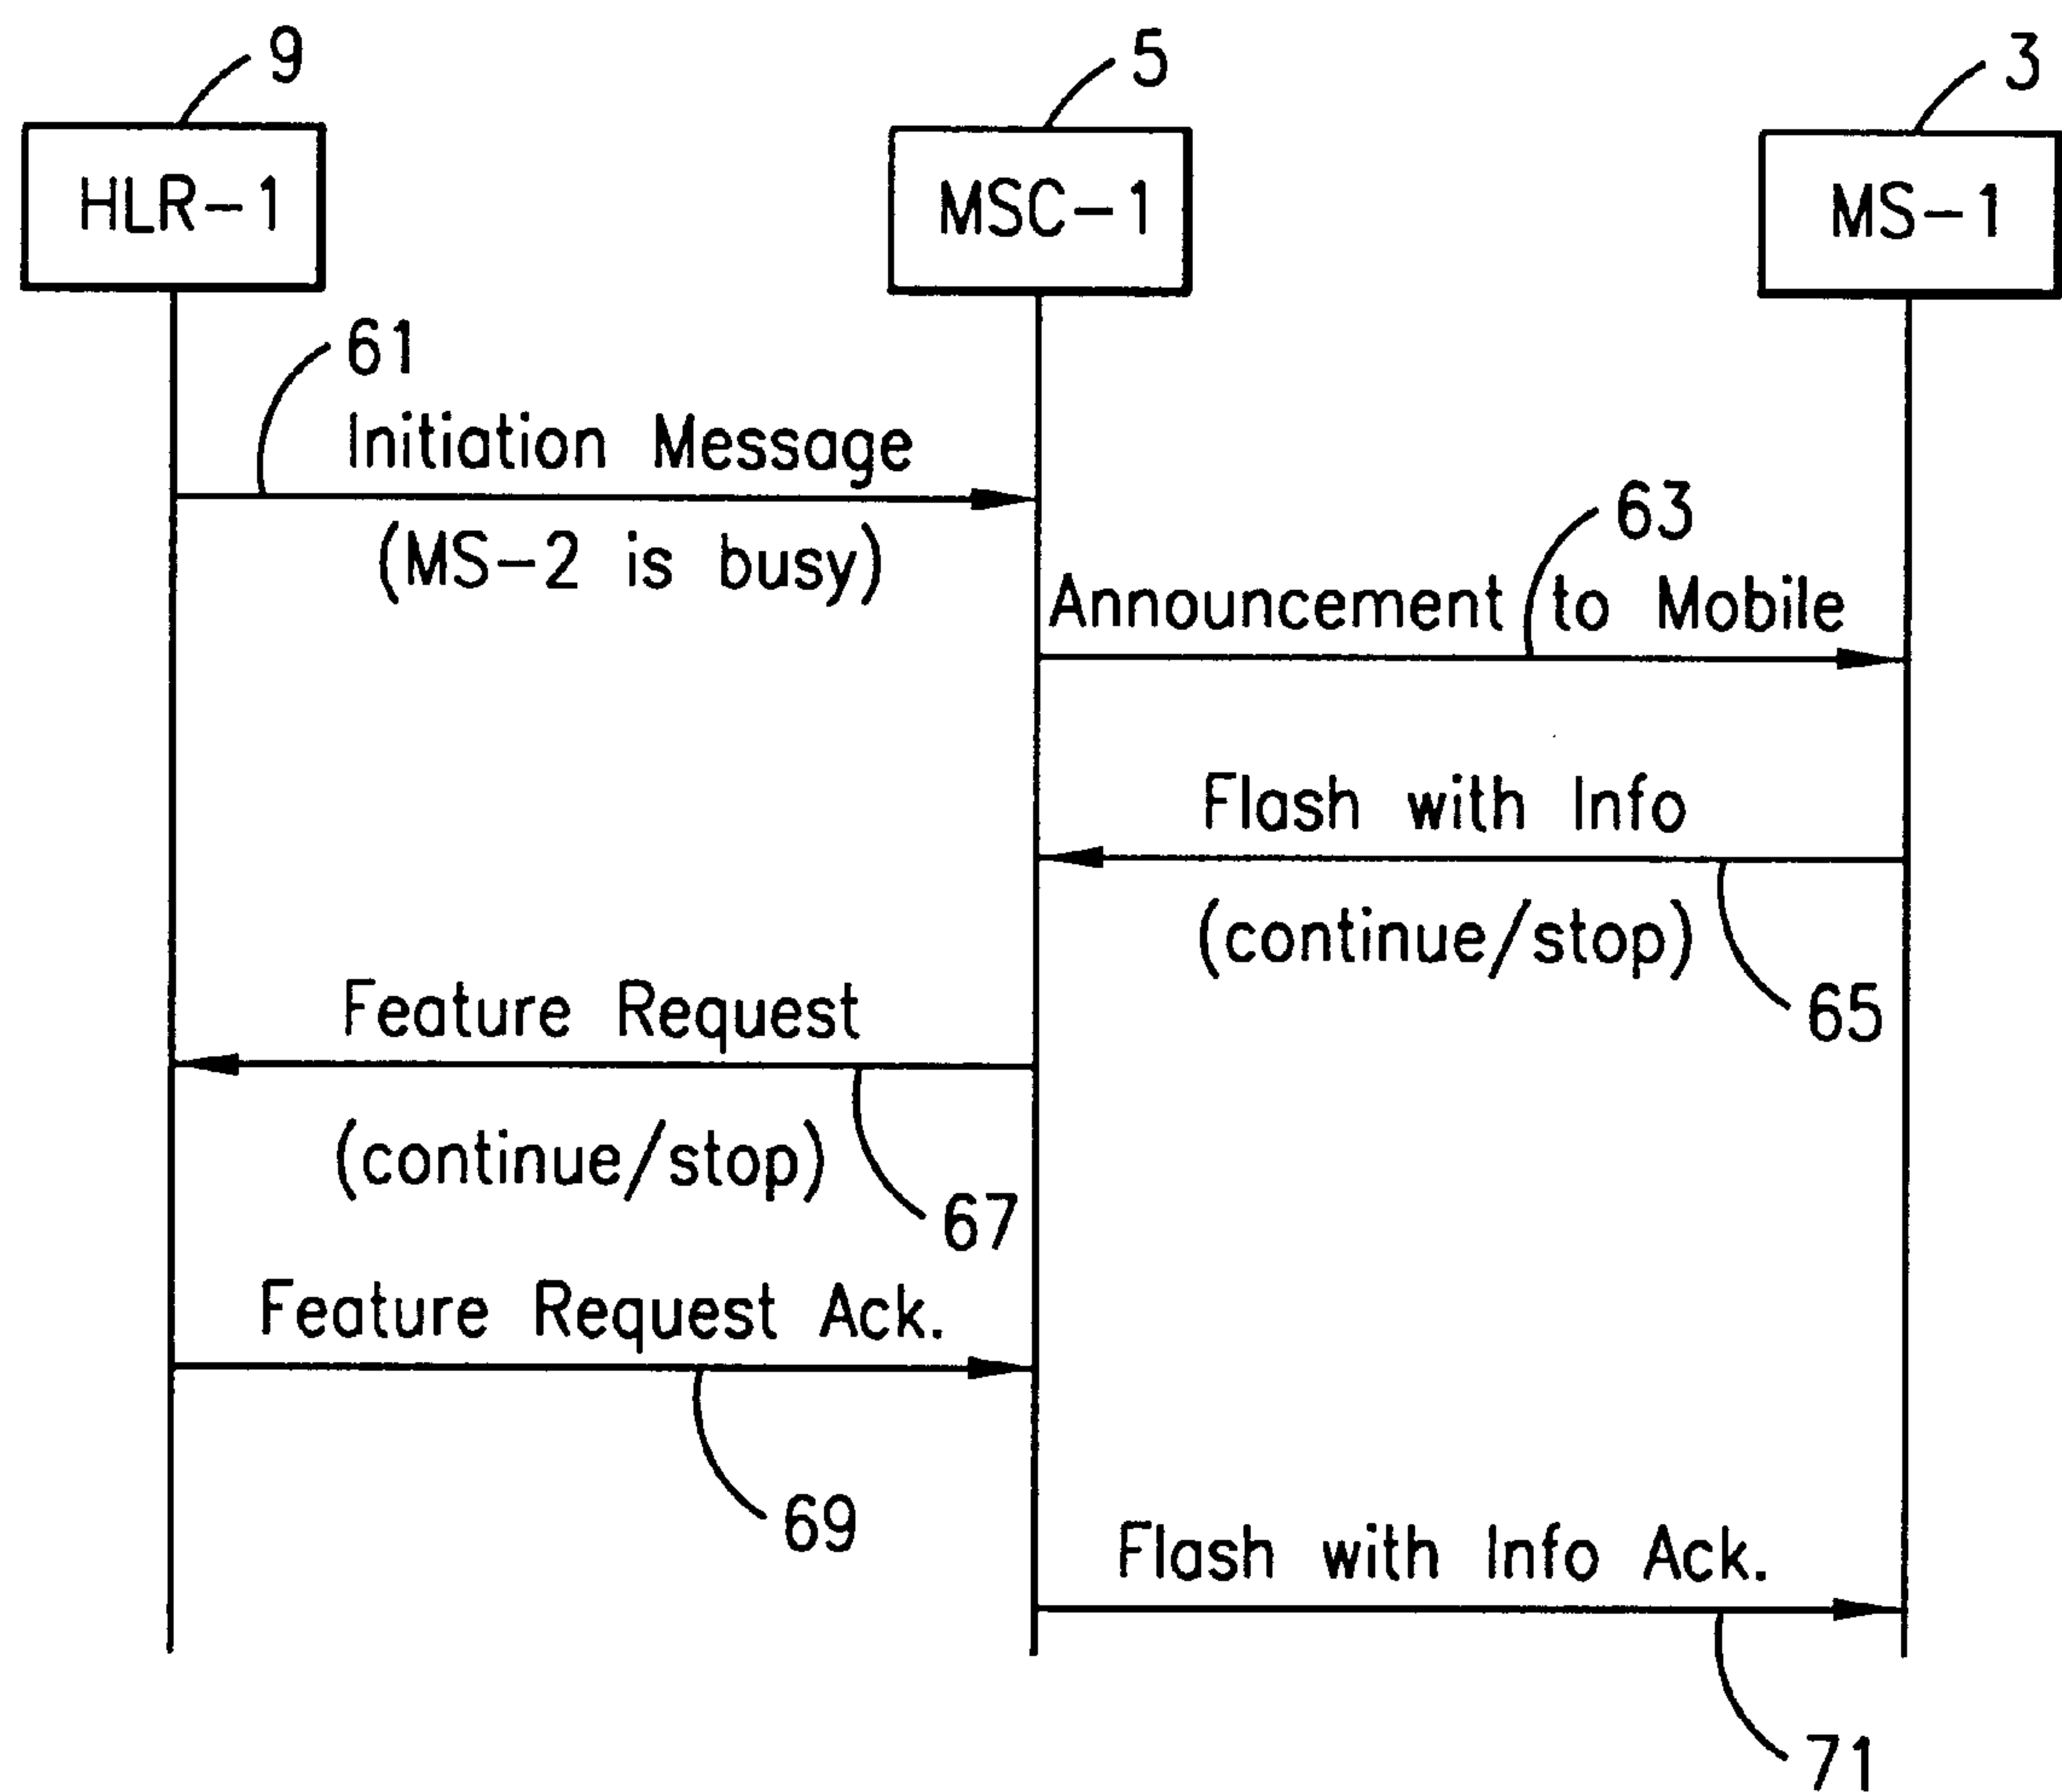 9
5
3
HLR-1
MSC-1
MS-1
61
Initiation Message
(MS-2 is busy)
63
Announcement to Mobile
Flash with Info
(continue/stop)
65
Feature Request
(continue/stop)
67
Feature Request Ack.
69
Flash with Info Ack.
71